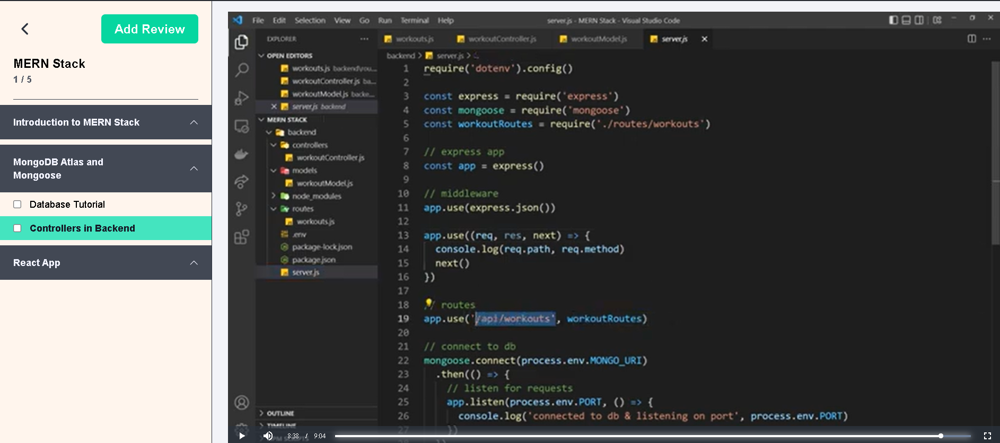 Add Review
MERN Stack
1 / 5
Introduction to MERN Stack
MongoDB Atlas and
Mongoose
Database Tutorial
Controllers in Backend
React App
File Edit Selection View Go Run Terminal Help
server.js - MERN Stack - Visual Studio Code
EXPLORER
OPEN EDITORS
workouts.js backend\rou...
workoutController.js ba...
workoutModel.js backe...
server.js backend
MERN STACK
backend
controllers
workoutController.js
models
workoutModel.js
node_modules
routes
workouts.js
.env
package-lock.json
package.json
server.js
OUTLINE
TIMELINE
workouts.js workoutController.js workoutModel.js server.js
backend > server.js > ...
1 require('dotenv').config()
2
3 const express = require('express')
4 const mongoose = require('mongoose')
5 const workoutRoutes = require('./routes/workouts')
6
7 // express app
8 const app = express()
9
10 // middleware
11 app.use(express.json())
12
13 app.use((req, res, next) => {
14 console.log(req.path, req.method)
15 next()
16 })
17
18 // routes
19 app.use('/api/workouts', workoutRoutes)
20
21 // connect to db
22 mongoose.connect(process.env.MONGO_URI)
23 .then(() => {
24 // listen for requests
25 app.listen(process.env.PORT, () => {
26 console.log('connected to db & listening on port', process.env.PORT)
27 })
8:38 / 9:04